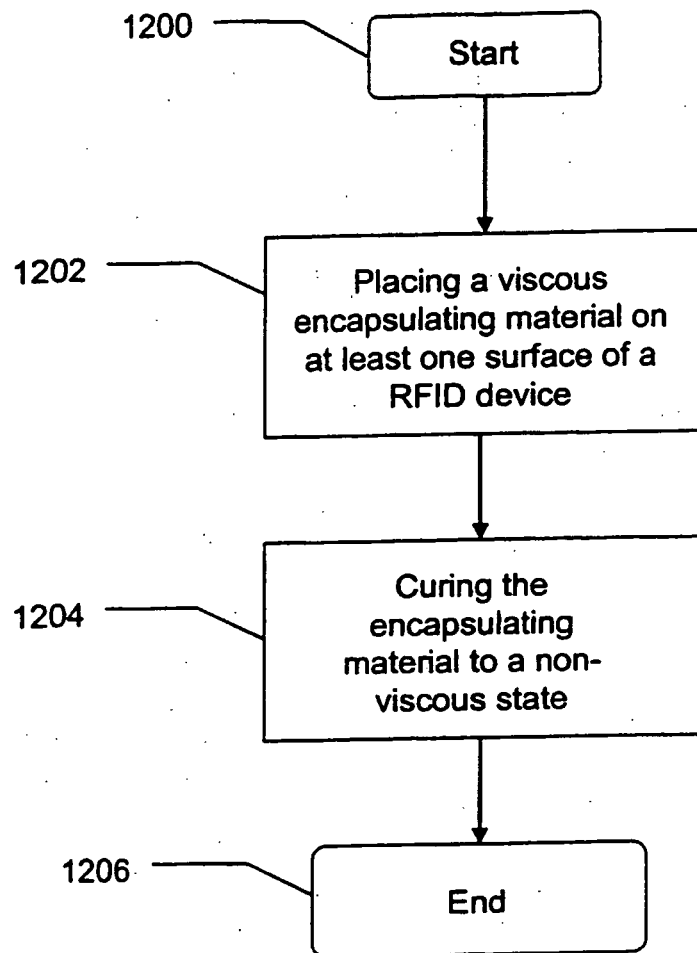 1200
Start
1202
Placing a viscous
encapsulating material on
at least one surface of a
RFID device
1204
Curing the
encapsulating
material to a non-
viscous state
1206
End